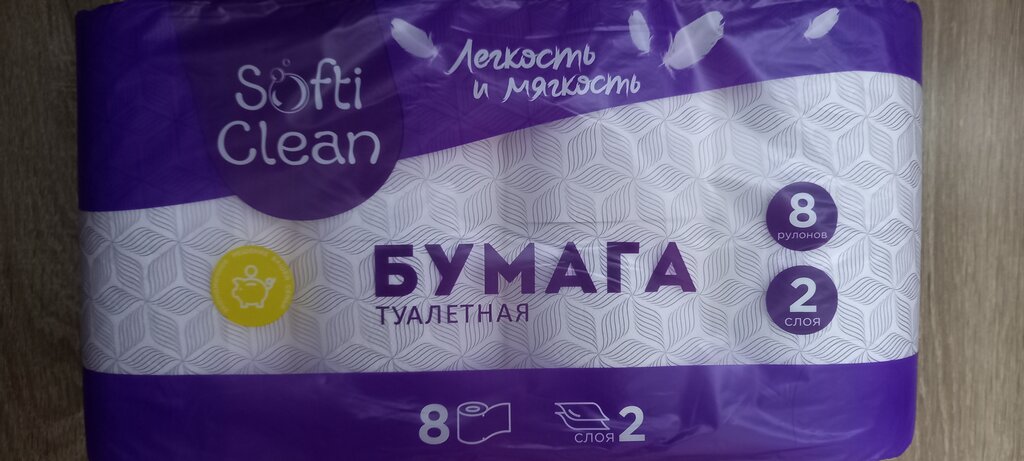 Softi
Clean
Легкость
и мягкость
8
рулонов
БУМАГА
ТУАЛЕТНАЯ
2
слоя
8
слоя 2